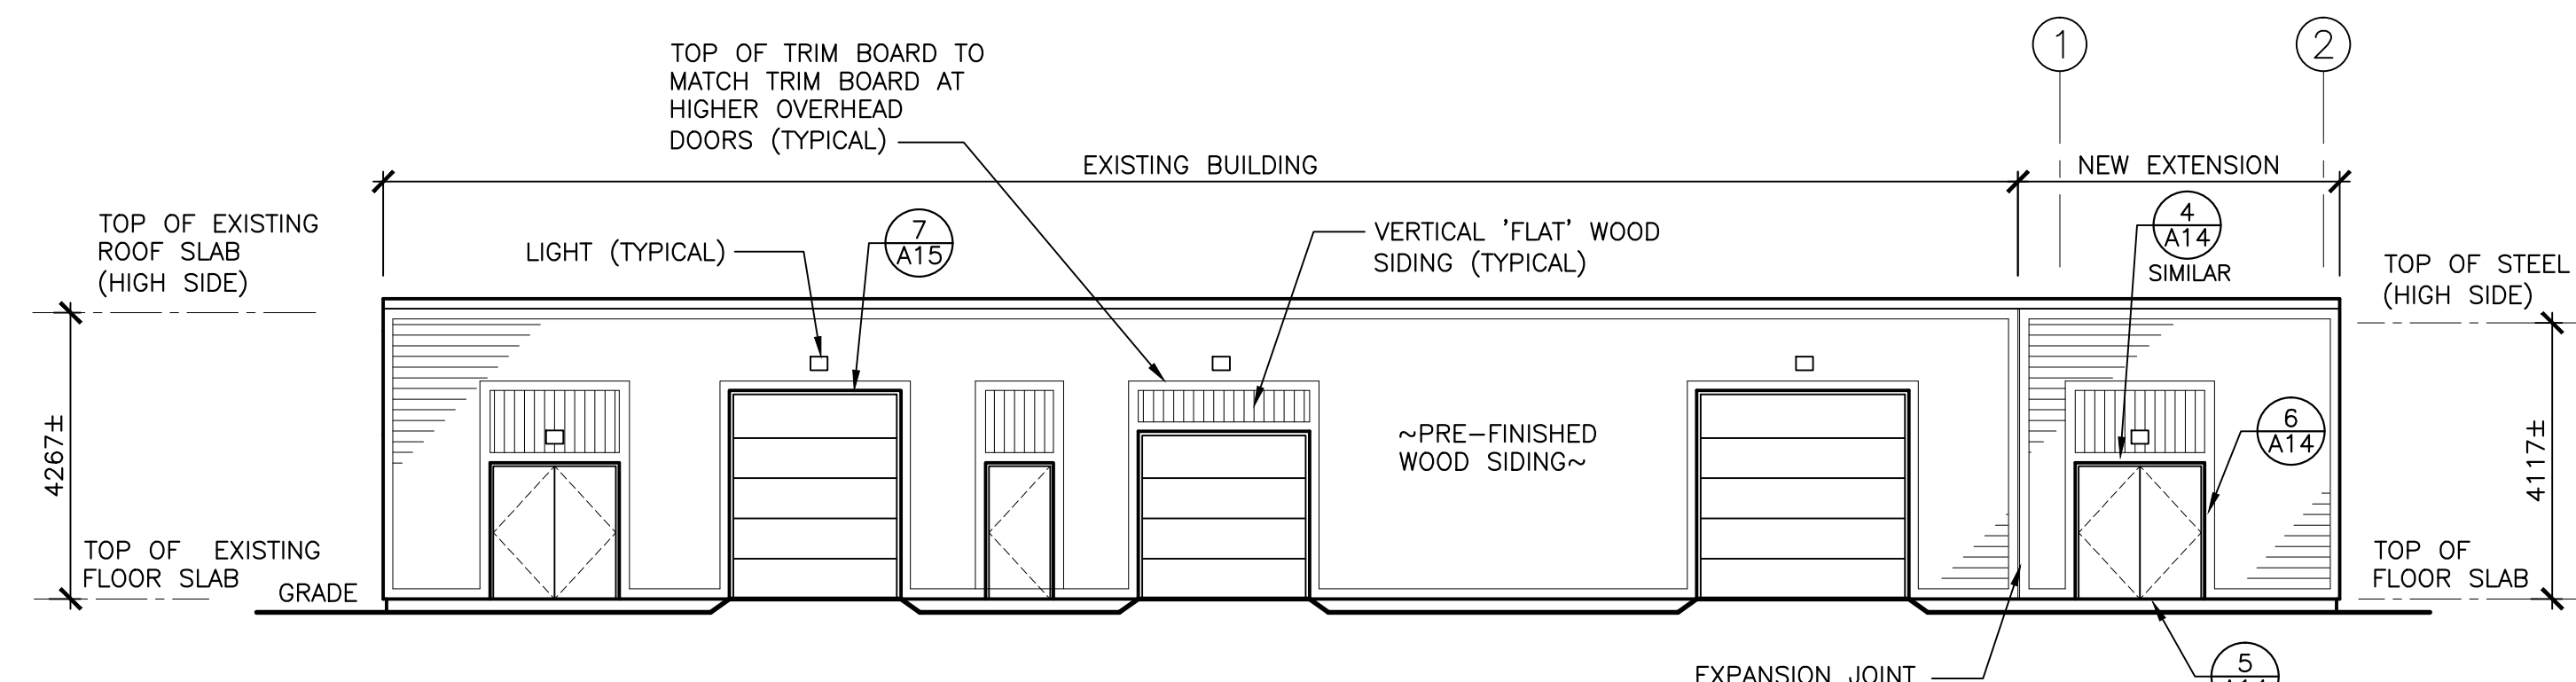 1
2
TOP OF TRIM BOARD TO
MATCH TRIM BOARD AT
HIGHER OVERHEAD
DOORS (TYPICAL)
EXISTING BUILDING
NEW EXTENSION
TOP OF EXISTING
ROOF SLAB
(HIGH SIDE)
LIGHT (TYPICAL)
7
A15
VERTICAL 'FLAT' WOOD
SIDING (TYPICAL)
4
A14
SIMILAR
TOP OF STEEL
(HIGH SIDE)
4267±
~PRE-FINISHED
WOOD SIDING~
6
A14
4117±
TOP OF EXISTING
FLOOR SLAB
GRADE
TOP OF
FLOOR SLAB
EXPANSION JOINT
5